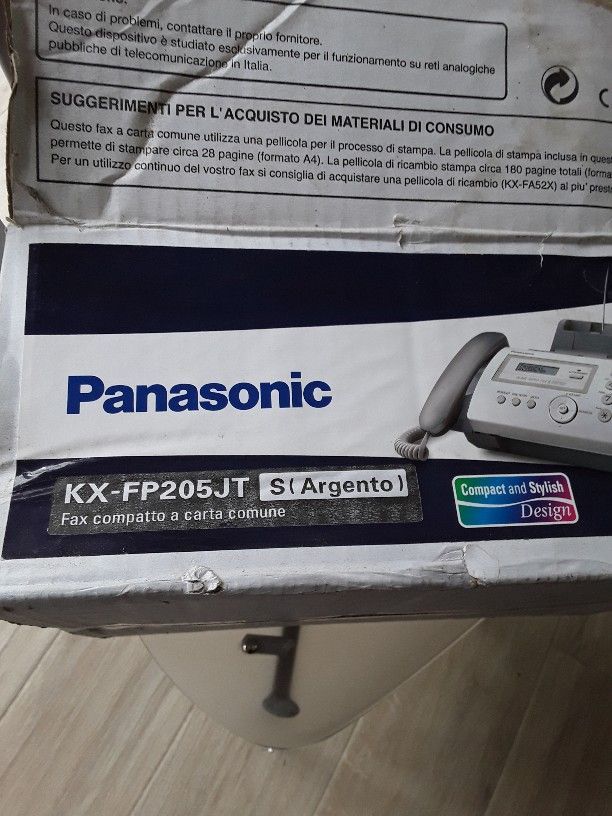 In caso di problemi, contattare il proprio fornitore.
Questo dispositivo è studiato esclusivamente per il funzionamento su reti analogiche
pubbliche di telecomunicazione in Italia.
SUGGERIMENTI PER L'ACQUISTO DEI MATERIALI DI CONSUMO
Questo fax a carta comune utilizza una pellicola per il processo di stampa. La pellicola di stampa inclusa in ques
permette di stampare circa 28 pagine (formato A4). La pellicola di ricambio stampa circa 180 pagine totali (forma
Per un utilizzo continuo del vostro fax si consiglia di acquistare una pellicola di ricambio (KX-FA52X) al piu' prest
Panasonic
KX-FP205JT S(Argento)
Fax compatto a carta comune
Compact and Stylish
Design